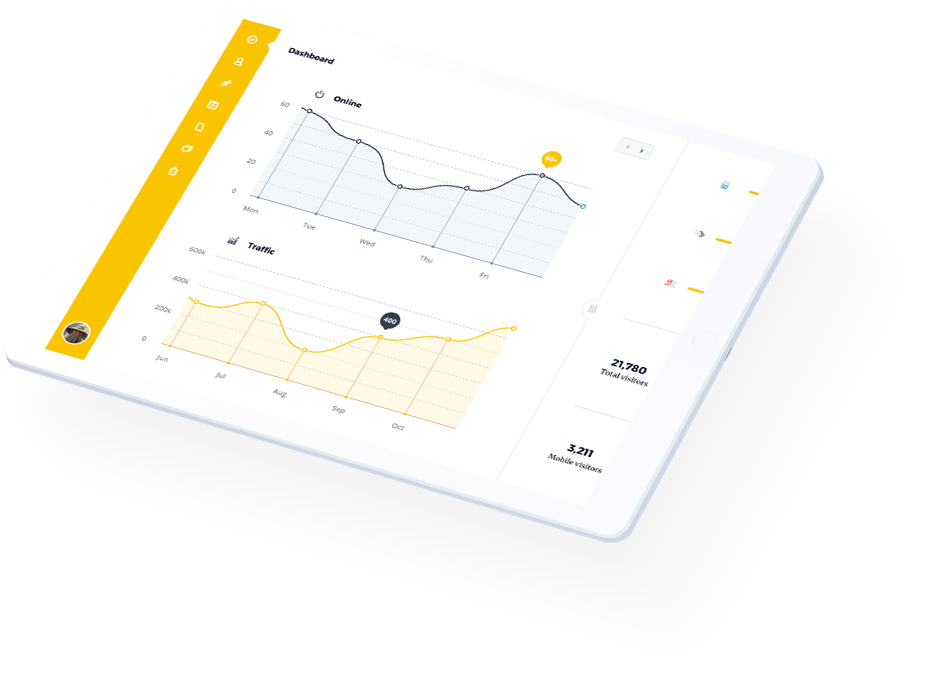 Dashboard
Online
60
40
20
0
Mon
Tue
Wed
Thu
Fri
60+
Traffic
600k
400k
200k
0
Jun
Jul
Aug
Sep
Oct
400
21,780
Total visitors
3,211
Mobile visitors